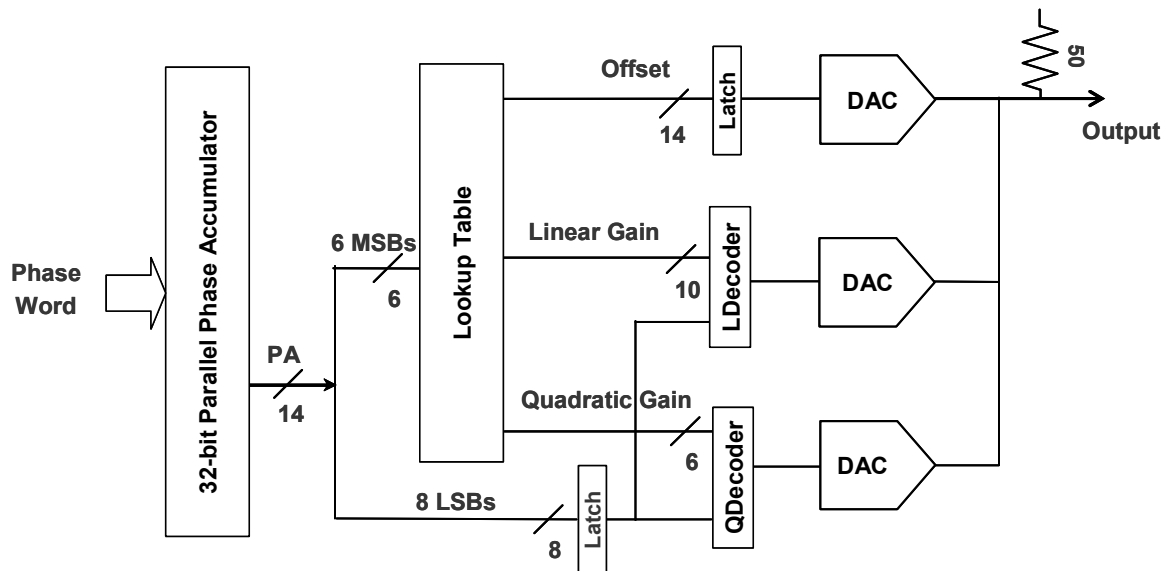 Phase
Word
32-bit Parallel Phase Accumulator
PA
14
6 MSBs
6
8 LSBs
8
Latch
Lookup Table
Offset
14
Latch
DAC
Linear Gain
10
LDecoder
DAC
Quadratic Gain
6
QDecoder
DAC
50
Output